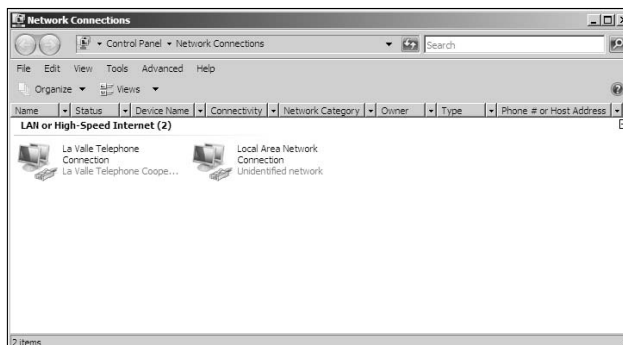 Network Connections
Control Panel Network Connections
Search
File Edit View Tools Advanced Help
Organize Views
Name Status Device Name Connectivity Network Category Owner Type Phone # or Host Address
LAN or High-Speed Internet (2)
La Valle Telephone
Connection
La Valle Telephone Coope...
Local Area Network
Connection
Unidentified network
2 items